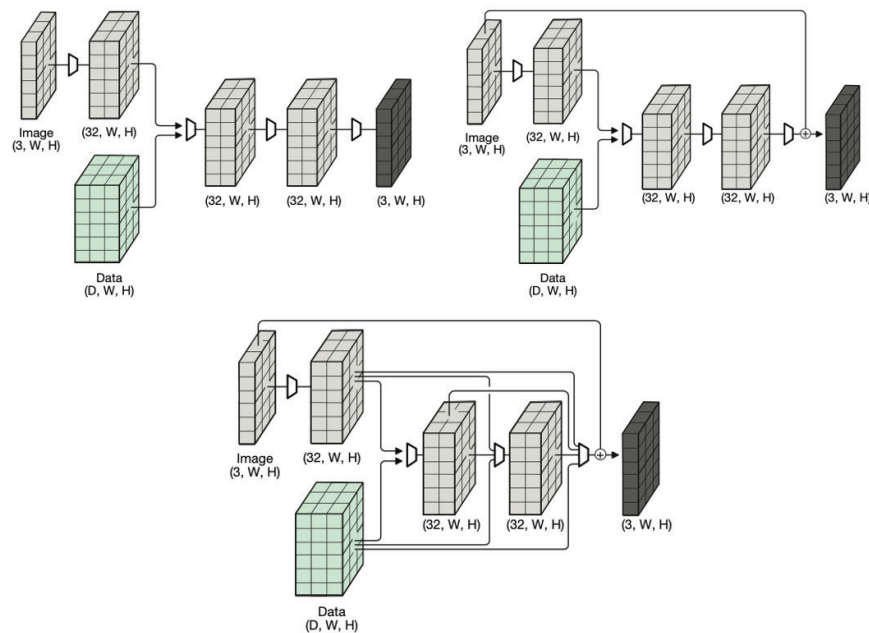 Image
(3, W, H)
(32, W, H)
Data
(D, W, H)
(32, W, H)
(32, W, H)
(3, W, H)
Image
(3, W, H)
(32, W, H)
Data
(D, W, H)
(32, W, H)
(32, W, H)
(3, W, H)
Image
(3, W, H)
(32, W, H)
Data
(D, W, H)
(32, W, H)
(32, W, H)
(3, W, H)